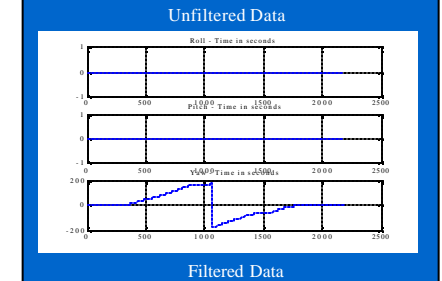 Unfiltered Data
Roll - Time in seconds
1
0
-1
0 500 1000 1500 2000 2500
Pitch - Time in seconds
1
0
-1
0 500 1000 1500 2000 2500
Yaw - Time in seconds
200
0
-200
0 500 1000 1500 2000 2500
Filtered Data